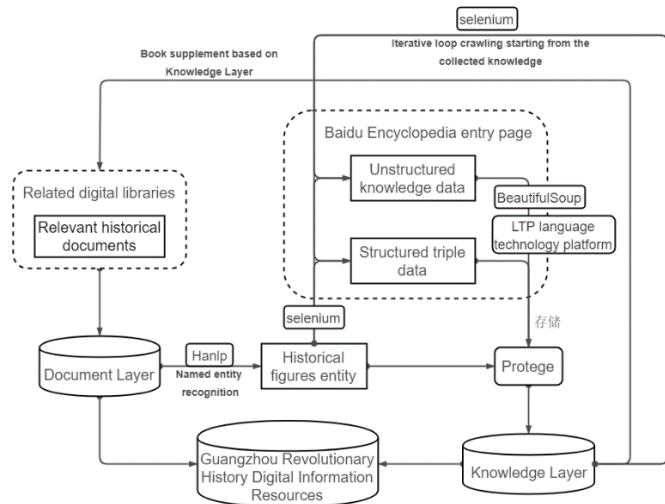 selenium
Iterative loop crawling starting from the
collected knowledge
Book supplement based on
Knowledge Layer
Baidu Encyclopedia entry page
Unstructured
knowledge data
BeautifulSoup
Related digital libraries
Relevant historical
documents
LTP language
technology platform
Structured triple
data
selenium
存储
Hanlp
Document Layer
Named entity
recognition
Historical
figures entity
Protege
Guangzhou Revolutionary
History Digital Information
Resources
Knowledge Layer